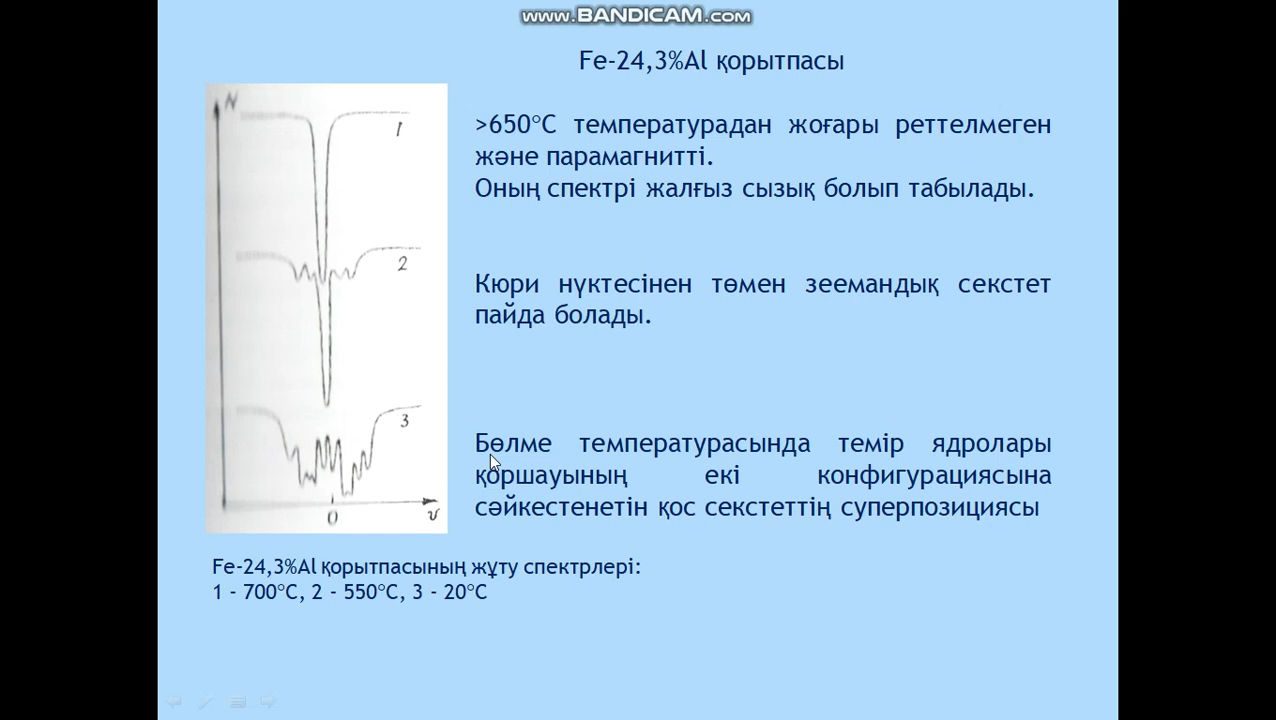 www.BANDICAM.com
Fe-24,3%Al қорытпасы
N
1
2
3
0
v
>650°C температурадан жоғары реттелмеген
және парамагнитті.
Оның спектрі жалғыз сызық болып табылады.
Кюри нүктесінен төмен зеемандық секстет
пайда болады.
Бөлме температурасында темір ядролары
қоршауының екі конфигурациясына
сәйкестенетін қос секстеттің суперпозициясы
Fe-24,3%Al қорытпасының жұту спектрлері:
1 - 700°C, 2 - 550°C, 3 - 20°C